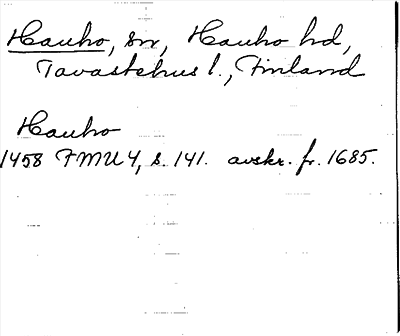 Hauho, sn, Hauho hd,
Tavastehus l., Finland
Hauho
1458 FMU 4, s. 141. avskr. fr. 1685.